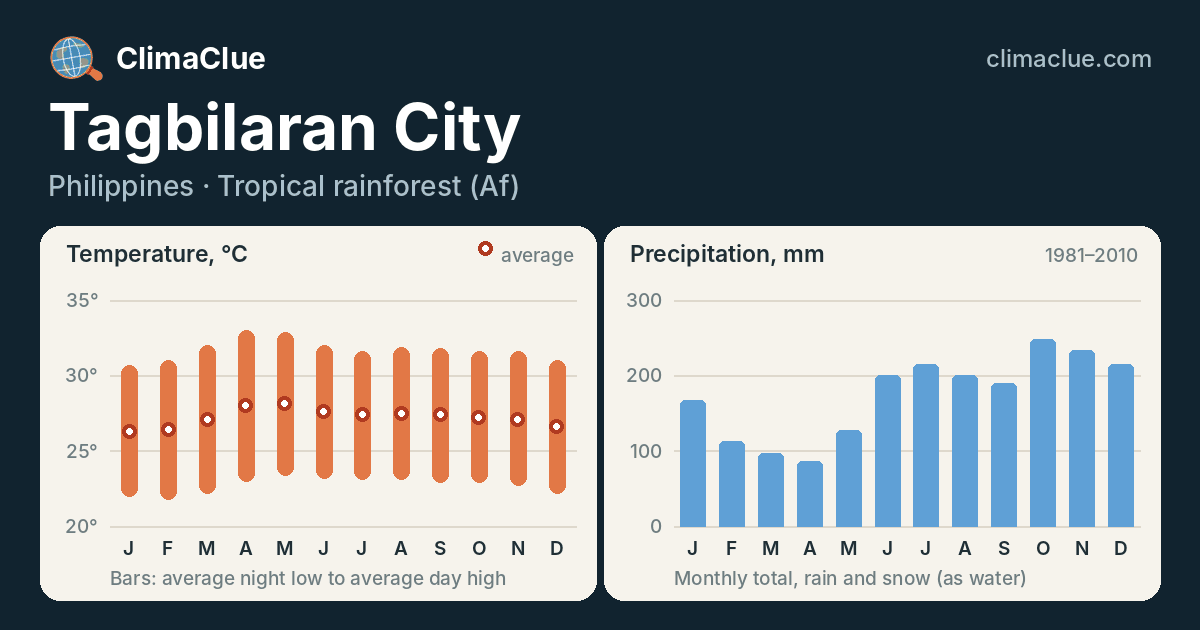 ClimaClue
climaclue.com
Tagbilaran City
Philippines · Tropical rainforest (Af)
Temperature, °C
average
35°
30°
25°
20°
J F M A M J J A S O N D
Bars: average night low to average day high
Precipitation, mm
1981–2010
300
200
100
0
J F M A M J J A S O N D
Monthly total, rain and snow (as water)